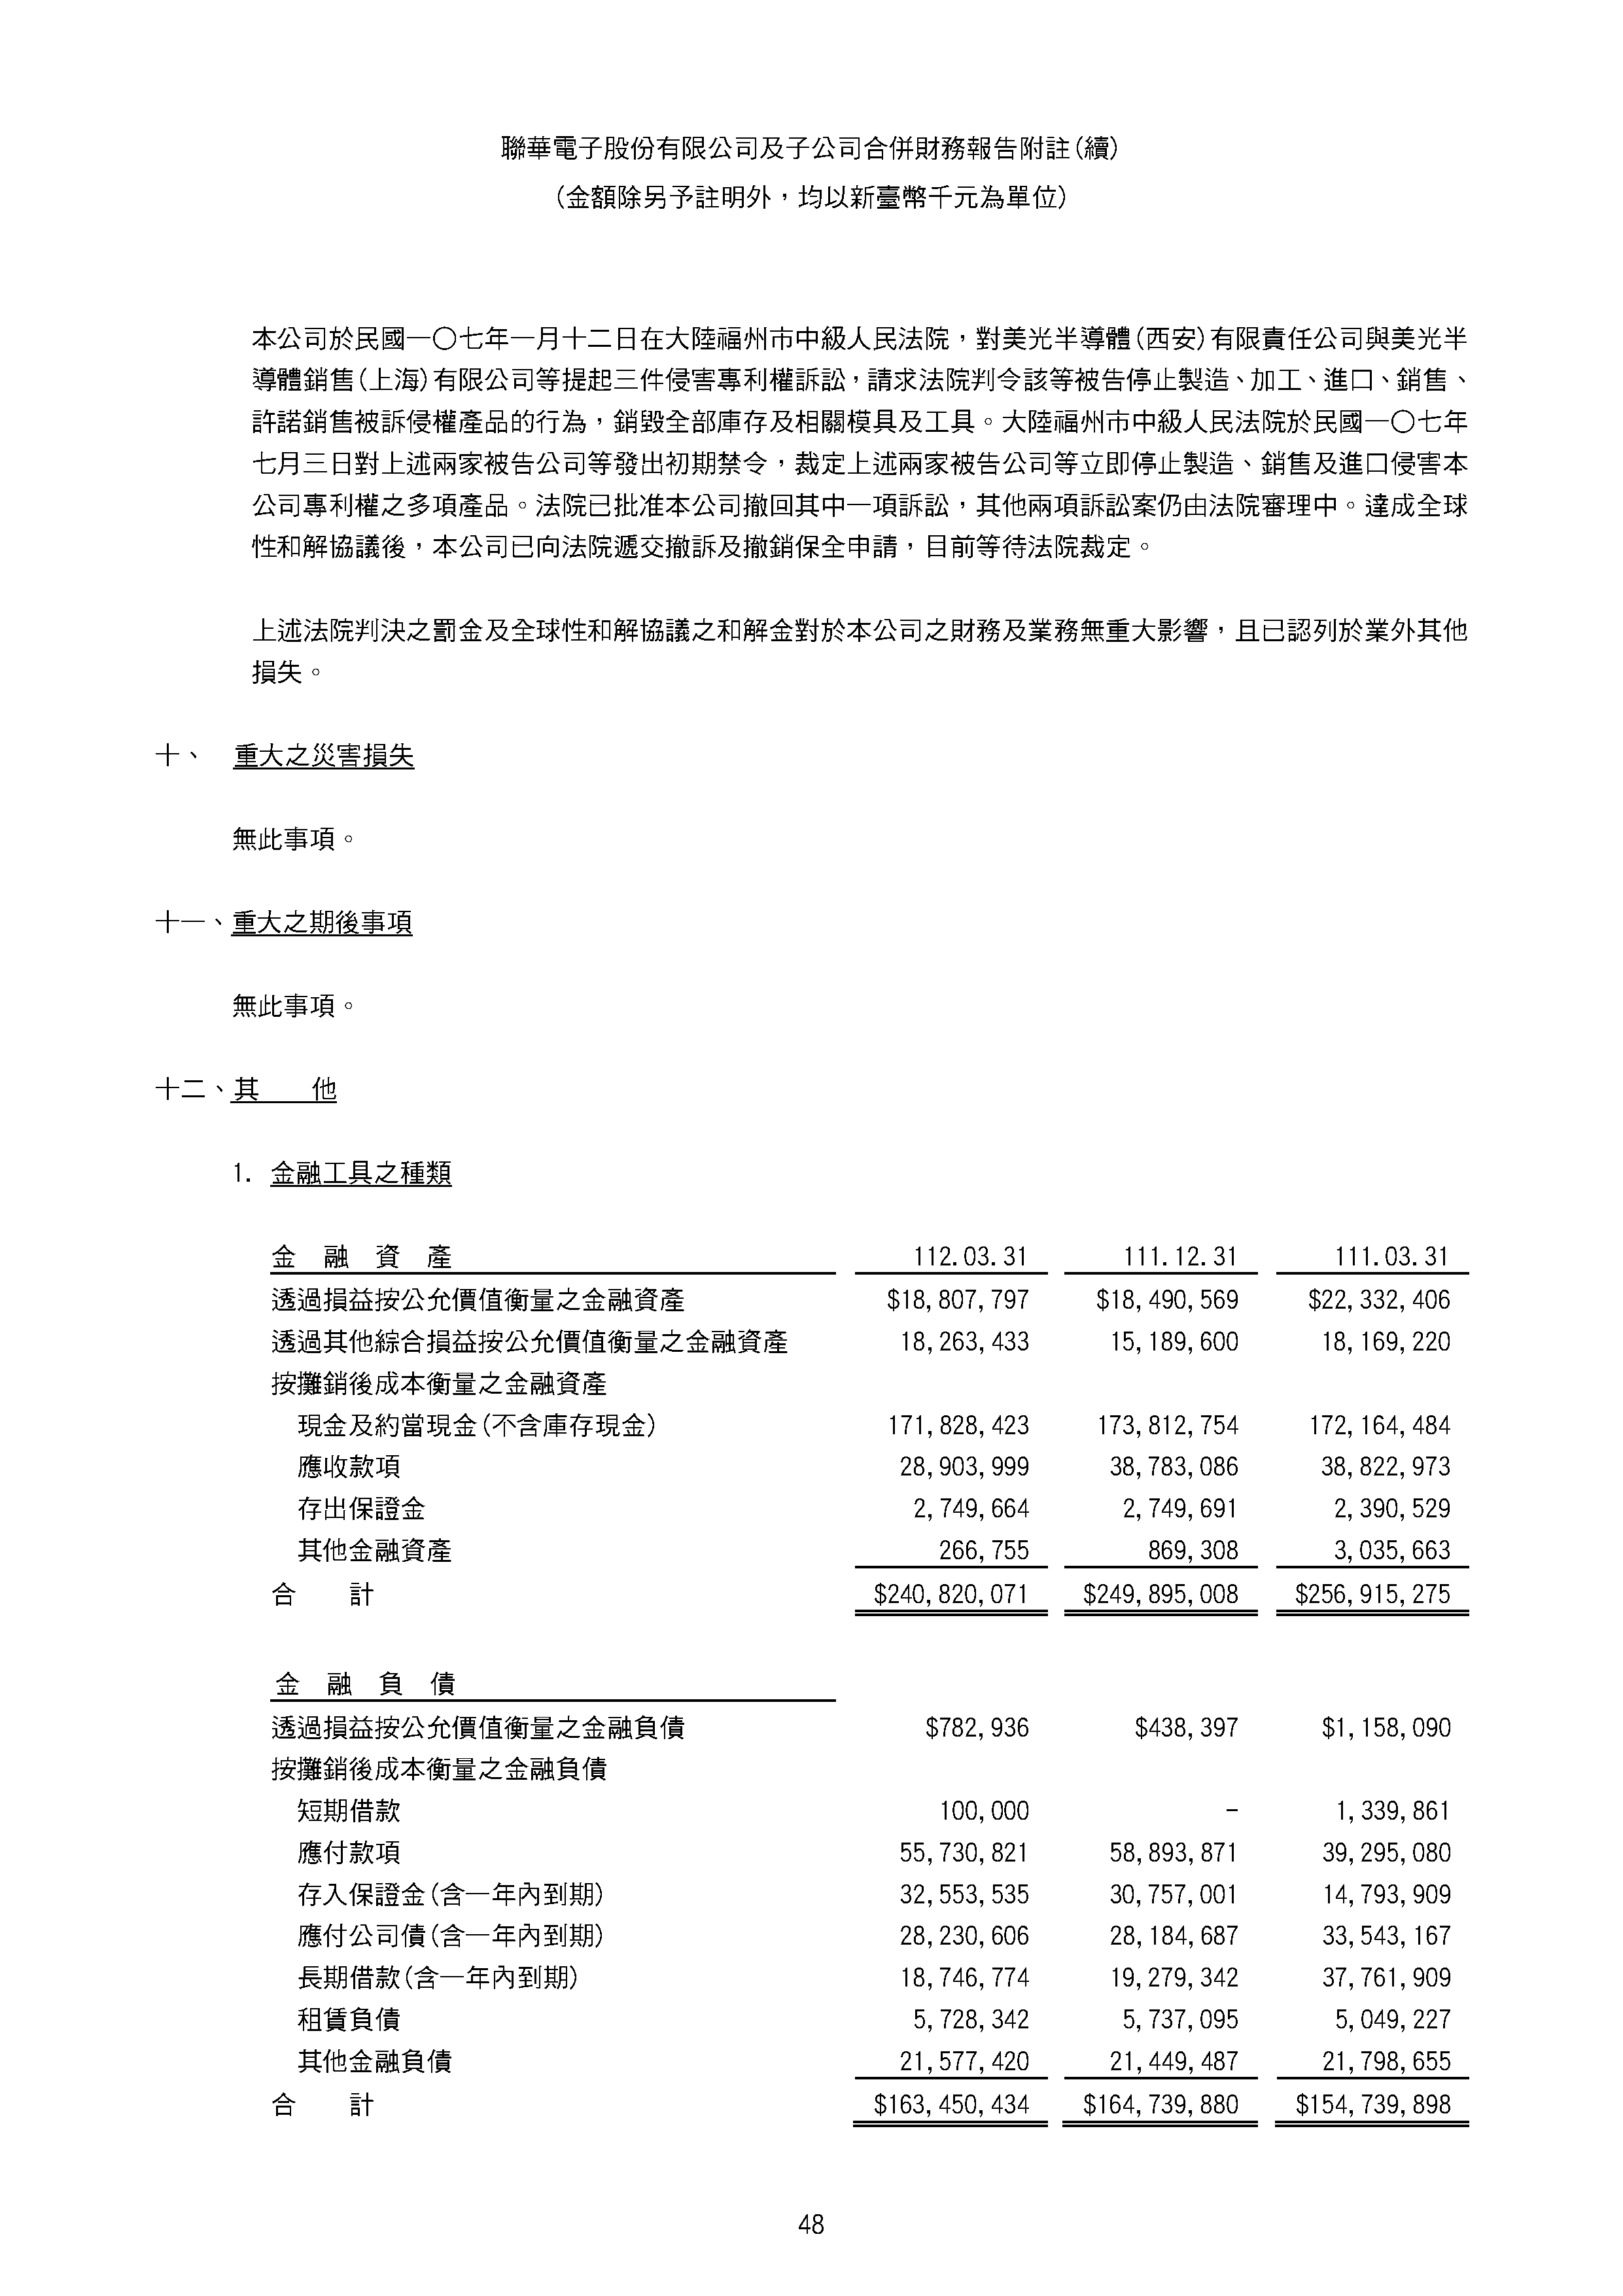 聯華電子股份有限公司及子公司合併財務報告附註(續)
(金額除另予註明外，均以新臺幣千元為單位)
本公司於民國一〇七年一月十二日在大陸福州市中級人民法院，對美光半導體(西安)有限責任公司與美光半
導體銷售(上海)有限公司等提起三件侵害專利權訴訟，請求法院判令該等被告停止製造、加工、進口、銷售、
許諾銷售被訴侵權產品的行為，銷毀全部庫存及相關模具及工具。大陸福州市中級人民法院於民國一〇七年
七月三日對上述兩家被告公司等發出初期禁令，裁定上述兩家被告公司等立即停止製造、銷售及進口侵害本
公司專利權之多項產品。法院已批准本公司撤回其中一項訴訟，其他兩項訴訟案仍由法院審理中。達成全球
性和解協議後，本公司已向法院遞交撤訴及撤銷保全申請，目前等待法院裁定。
上述法院判決之罰金及全球性和解協議之和解金對於本公司之財務及業務無重大影響，且已認列於業外其他
損失。
十、 重大之災害損失
無此事項。
十一、重大之期後事項
無此事項。
十二、其　　他
1. 金融工具之種類
金　融　資　產 112.03.31 111.12.31 111.03.31
透過損益按公允價值衡量之金融資產 $18,807,797 $18,490,569 $22,332,406
透過其他綜合損益按公允價值衡量之金融資產 18,263,433 15,189,600 18,169,220
按攤銷後成本衡量之金融資產
現金及約當現金(不含庫存現金) 171,828,423 173,812,754 172,164,484
應收款項 28,903,999 38,783,086 38,822,973
存出保證金 2,749,664 2,749,691 2,390,529
其他金融資產 266,755 869,308 3,035,663
合　　計 $240,820,071 $249,895,008 $256,915,275
金　融　負　債
透過損益按公允價值衡量之金融負債 $782,936 $438,397 $1,158,090
按攤銷後成本衡量之金融負債
短期借款 100,000 - 1,339,861
應付款項 55,730,821 58,893,871 39,295,080
存入保證金(含一年內到期) 32,553,535 30,757,001 14,793,909
應付公司債(含一年內到期) 28,230,606 28,184,687 33,543,167
長期借款(含一年內到期) 18,746,774 19,279,342 37,761,909
租賃負債 5,728,342 5,737,095 5,049,227
其他金融負債 21,577,420 21,449,487 21,798,655
合　　計 $163,450,434 $164,739,880 $154,739,898
48